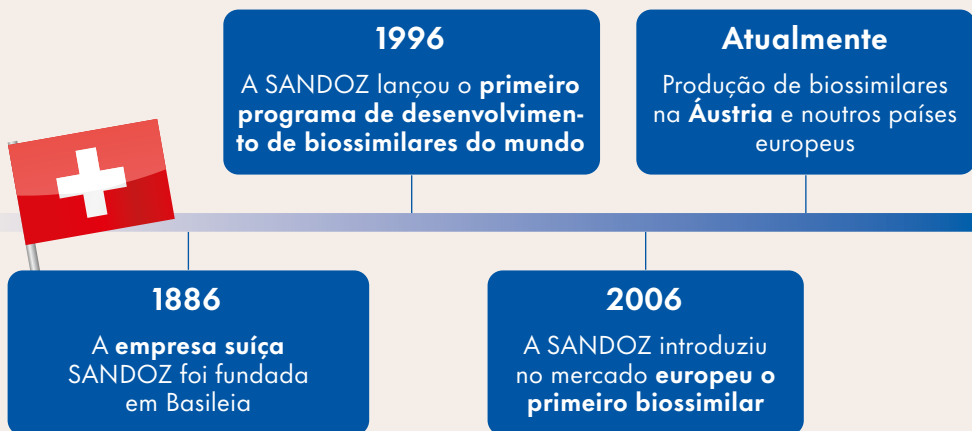 1996
A SANDOZ lançou o primeiro
programa de desenvolvimen-
to de biossimilares do mundo
Atualmente
Produção de biossimilares
na Áustria e noutros países
europeus
1886
A empresa suíça
SANDOZ foi fundada
em Basileia
2006
A SANDOZ introduziu
no mercado europeu o
primeiro biossimilar